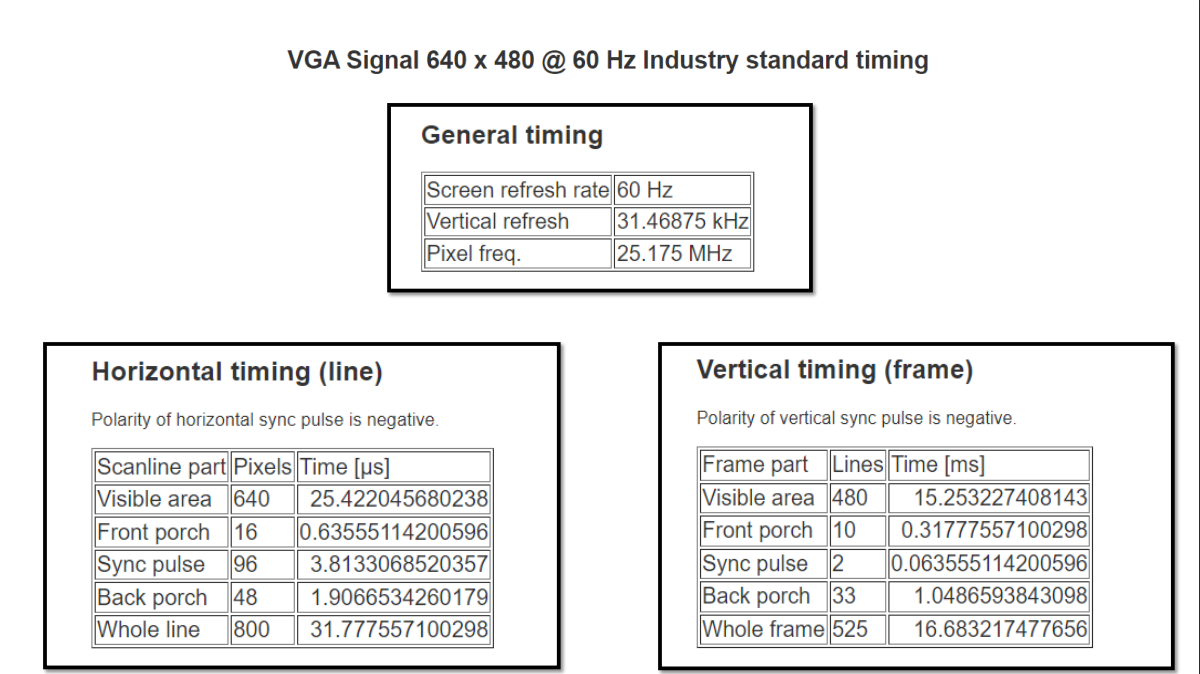 VGA Signal 640 x 480 @ 60 Hz Industry standard timing
General timing
Screen refresh rate 60 Hz
Vertical refresh 31.46875 kHz
Pixel freq. 25.175 MHz
Horizontal timing (line)
Polarity of horizontal sync pulse is negative.
Scanline part Pixels Time [µs]
Visible area 640 25.422045680238
Front porch 16 0.63555114200596
Sync pulse 96 3.8133068520357
Back porch 48 1.9066534260179
Whole line 800 31.777557100298
Vertical timing (frame)
Polarity of vertical sync pulse is negative.
Frame part Lines Time [ms]
Visible area 480 15.253227408143
Front porch 10 0.31777557100298
Sync pulse 2 0.063555114200596
Back porch 33 1.0486593843098
Whole frame 525 16.683217477656